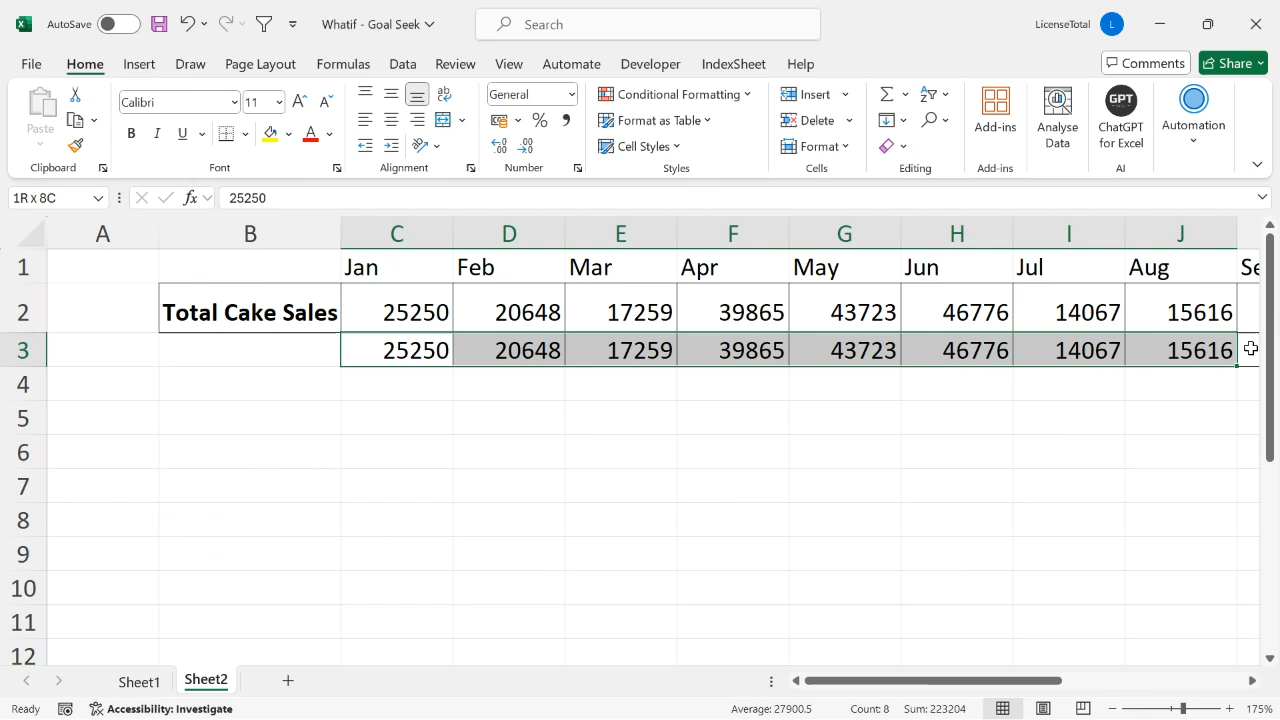 AutoSave
Whatif - Goal Seek
Search
LicenseTotal
L
File
Home
Insert
Draw
Page Layout
Formulas
Data
Review
View
Automate
Developer
IndexSheet
Help
Comments
Share
Paste
Clipboard
Calibri
11
A
A
B
I
U
A
Font
ab
Alignment
General
%
Number
Conditional Formatting
Format as Table
Cell Styles
Styles
Insert
Delete
Format
Cells
Editing
Add-ins
Add-ins
Analyse
Data
GPT
ChatGPT
for Excel
AI
Automation
1R x 8C
fx
25250
A B C D E F G H I J
1 Jan Feb Mar Apr May Jun Jul Aug Se
2 Total Cake Sales 25250 20648 17259 39865 43723 46776 14067 15616
3 25250 20648 17259 39865 43723 46776 14067 15616
4
5
6
7
8
9
10
11
12
Sheet1
Sheet2
Ready
Accessibility: Investigate
Average: 27900.5
Count: 8
Sum: 223204
175%